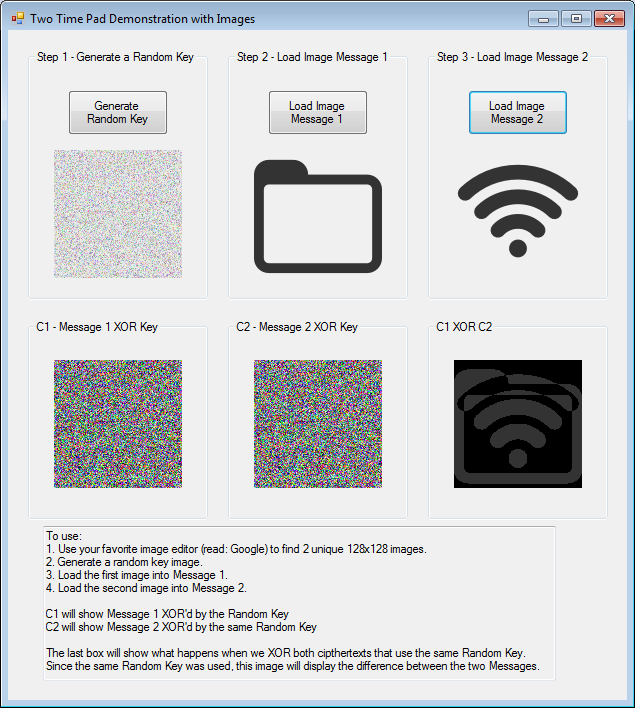 Two Time Pad Demonstration with Images
Step 1 - Generate a Random Key
Step 2 - Load Image Message 1
Step 3 - Load Image Message 2
Generate
Random Key
Load Image
Message 1
Load Image
Message 2
C1 - Message 1 XOR Key
C2 - Message 2 XOR Key
C1 XOR C2
To use:
1. Use your favorite image editor (read: Google) to find 2 unique 128x128 images.
2. Generate a random key image.
3. Load the first image into Message 1.
4. Load the second image into Message 2.
C1 will show Message 1 XOR'd by the Random Key
C2 will show Message 2 XOR'd by the same Random Key
The last box will show what happens when we XOR both cipthertexts that use the same Random Key.
Since the same Random Key was used, this image will display the difference between the two Messages.